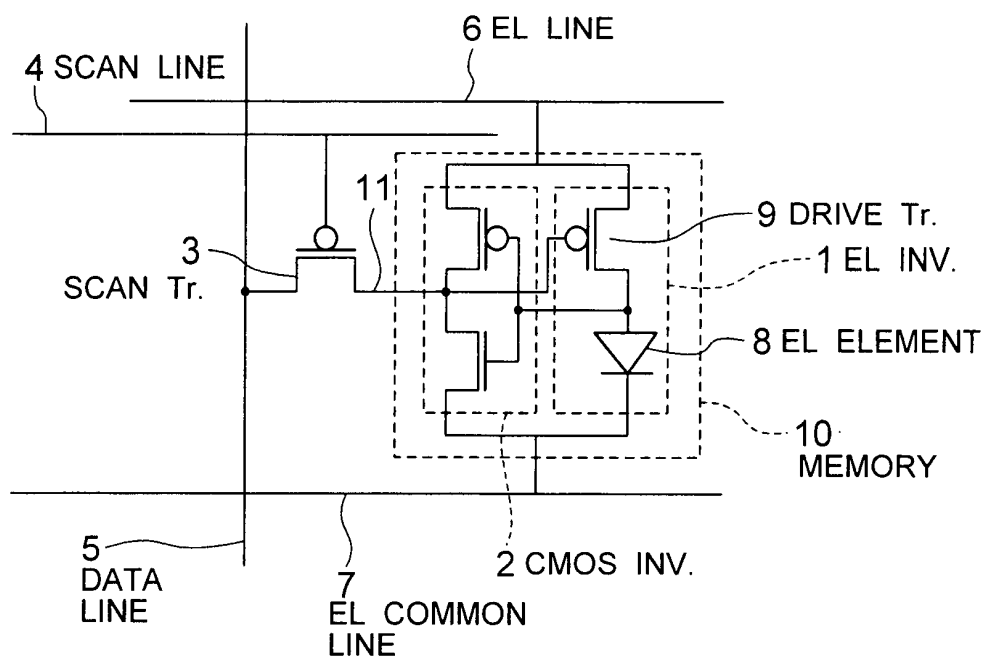 6 EL LINE
4 SCAN LINE
11
9 DRIVE Tr.
3
1 EL INV.
SCAN Tr.
8 EL ELEMENT
10
MEMORY
2 CMOS INV.
5
DATA
LINE
7
EL COMMON
LINE